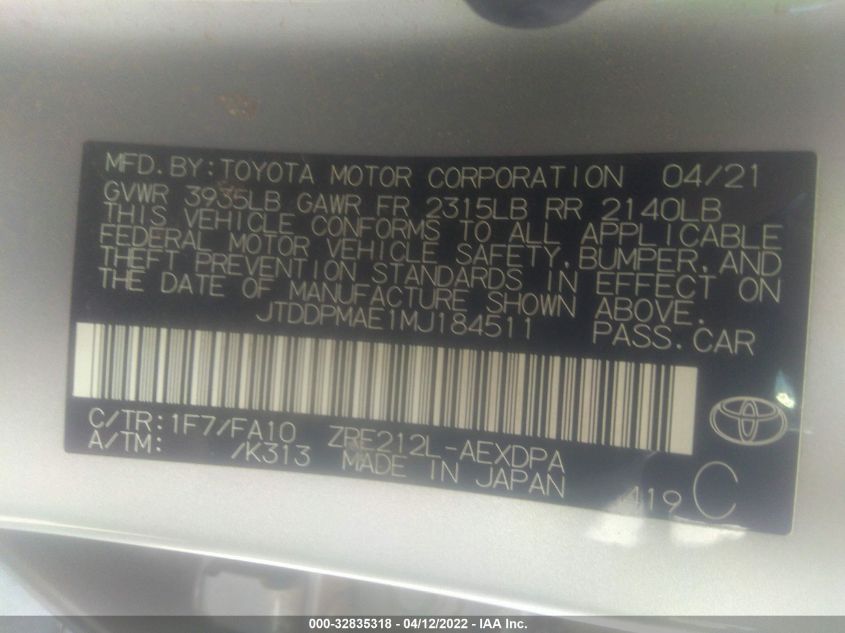 MFD.BY:TOYOTA MOTOR CORPORATION 04/21
GVWR 3935LB GAWR FR 2315LB RR 2140LB
THIS VEHICLE CONFORMS TO ALL APPLICABLE
FEDERAL MOTOR VEHICLE SAFETY,BUMPER,AND
THEFT PREVENTION STANDARDS IN EFFECT ON
THE DATE OF MANUFACTURE SHOWN ABOVE.
JTDDPMAE1MJ184511 PASS.CAR
C/TR:1F7/FA10 ZRE212L-AEXDPA
A/TM: /K313 MADE IN JAPAN
419 C
000-32835318 - 04/12/2022 - IAA Inc.